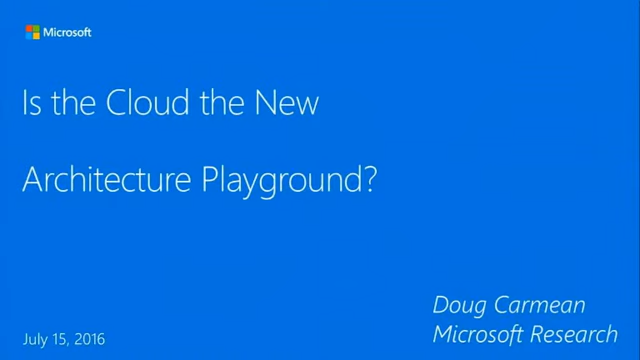 Microsoft
Is the Cloud the New
Architecture Playground?
Doug Carmean
Microsoft Research
July 15, 2016